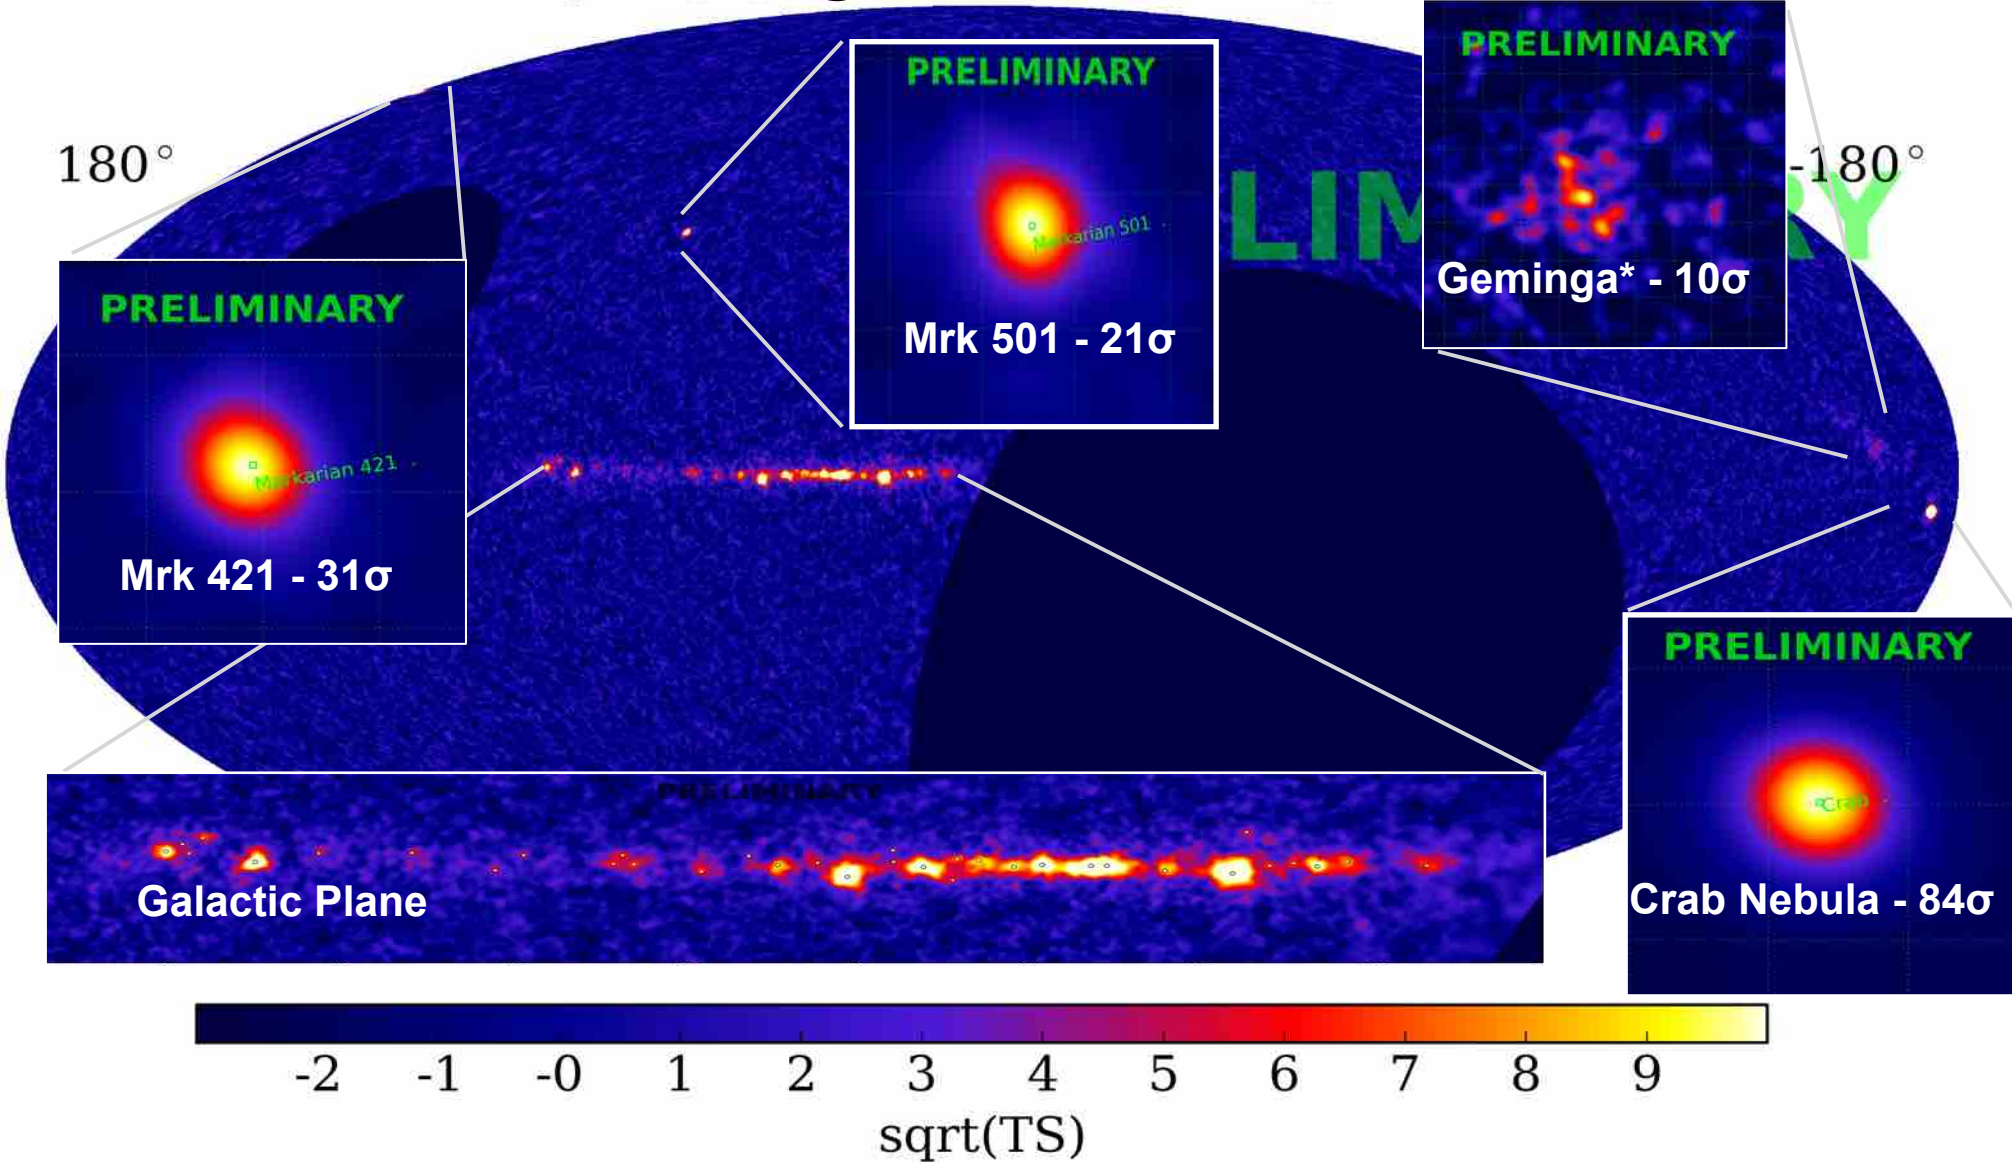 PRELIMINARY
180°
PRELIMINARY
Markarian 421
Mrk 421 - 31σ
PRELIMINARY
Markarian 501
Mrk 501 - 21σ
PRELIMINARY
-180°
Geminga* - 10σ
PRELIMINARY
Galactic Plane
PRELIMINARY
Crab
Crab Nebula - 84σ
-2 -1 -0 1 2 3 4 5 6 7 8 9
sqrt(TS)